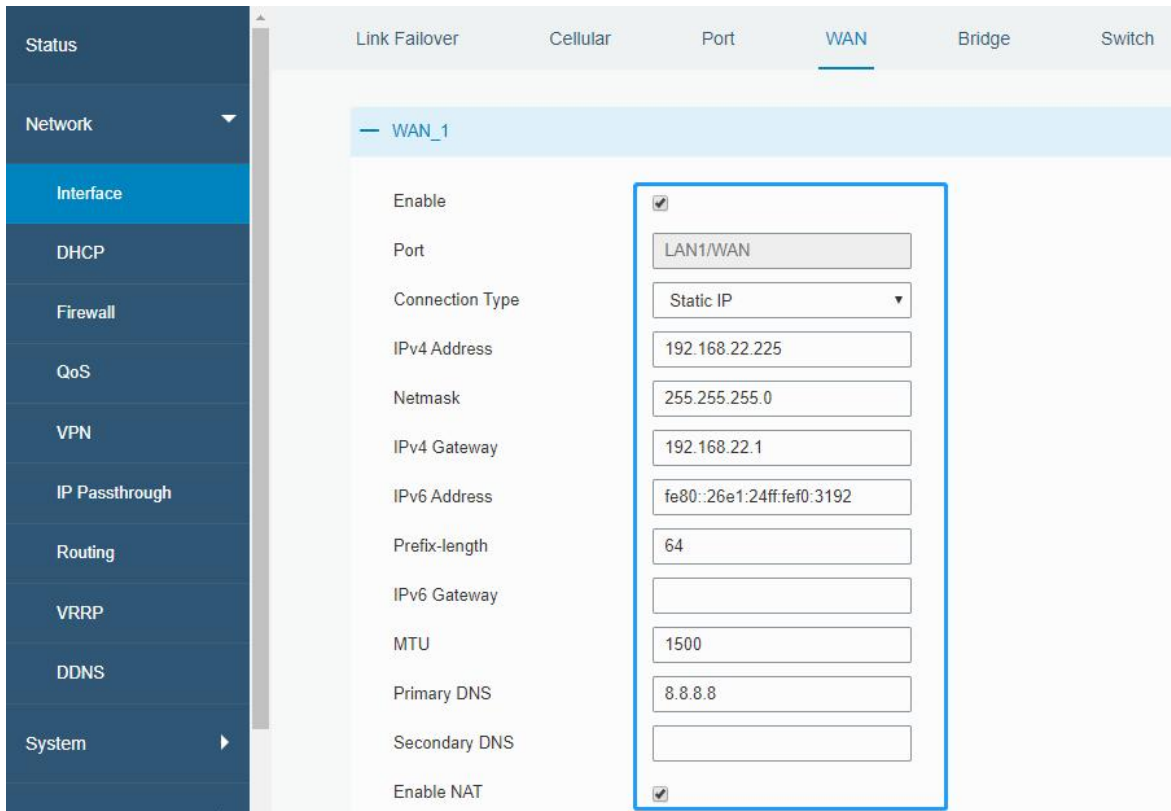 Status
Network
Interface
DHCP
Firewall
QoS
VPN
IP Passthrough
Routing
VRRP
DDNS
System
Link Failover Cellular Port WAN Bridge Switch
WAN_1
Enable
Port LAN1/WAN
Connection Type Static IP
IPv4 Address 192.168.22.225
Netmask 255.255.255.0
IPv4 Gateway 192.168.22.1
IPv6 Address fe80::26e1:24ff:fef0:3192
Prefix-length 64
IPv6 Gateway
MTU 1500
Primary DNS 8.8.8.8
Secondary DNS
Enable NAT